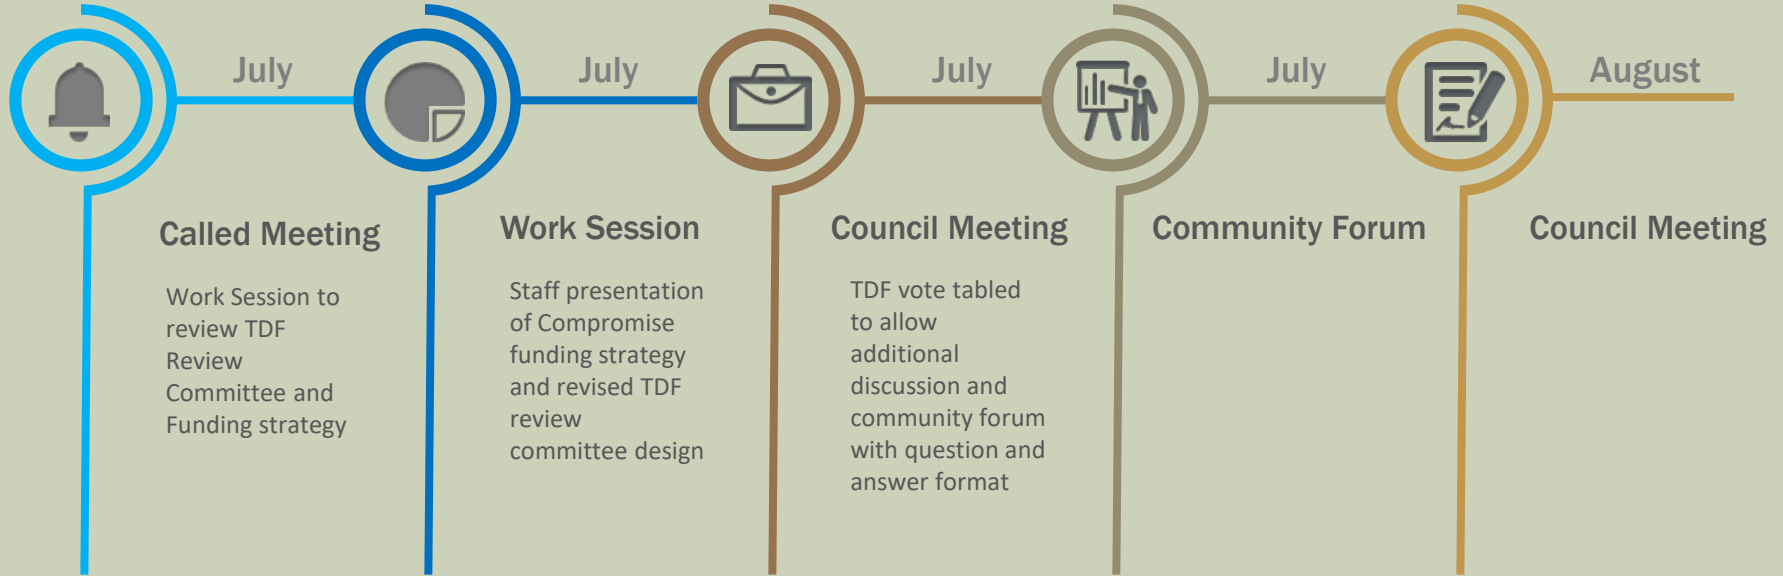 July
Called Meeting
Work Session to
review TDF
Review
Committee and
Funding strategy
July
Work Session
Staff presentation
of Compromise
funding strategy
and revised TDF
review
committee design
July
Council Meeting
TDF vote tabled
to allow
additional
discussion and
community forum
with question and
answer format
July
Community Forum
August
Council Meeting